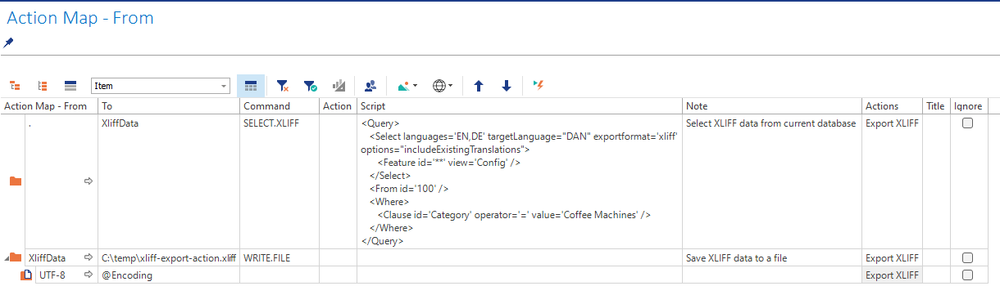 Action Map - From
Item
Action Map - From To Command Action Script Note Actions Title Ignore
. XliffData SELECT.XLIFF <Query> Select XLIFF data from current database Export XLIFF
<Select languages='EN,DE' targetLanguage="DAN" exportformat='xliff'
options="includeExistingTranslations">
<Feature id='**' view='Config' />
</Select>
<From id='100' />
<Where>
<Clause id='Category' operator='=' value='Coffee Machines' />
</Where>
</Query>
XliffData C:\temp\xliff-export-action.xliff WRITE.FILE Save XLIFF data to a file Export XLIFF
UTF-8 @Encoding Export XLIFF